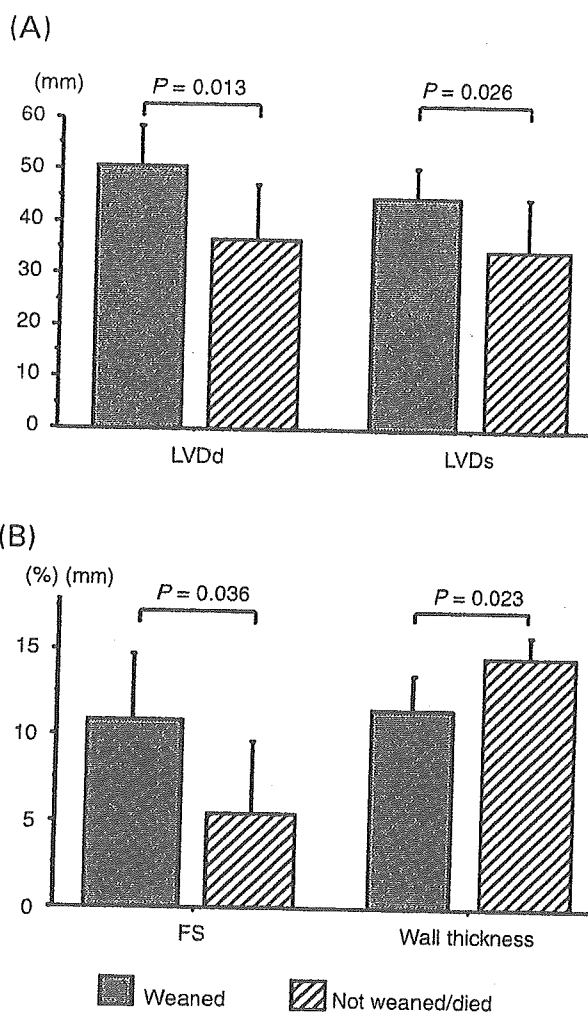 (A)
(mm)
P = 0.013
P = 0.026
60
50
40
30
20
10
0
LVDd
LVDs
(B)
(%) (mm)
P = 0.036
P = 0.023
15
10
5
0
FS
Wall thickness
Weaned
Not weaned/died